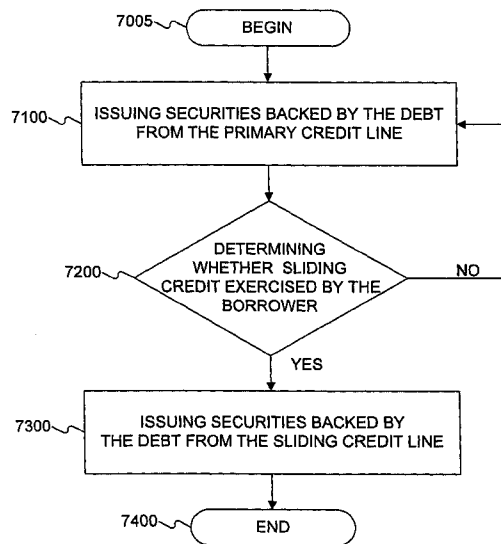 7005
BEGIN
7100
ISSUING SECURITIES BACKED BY THE DEBT
FROM THE PRIMARY CREDIT LINE
7200
DETERMINING
WHETHER SLIDING
CREDIT EXERCISED BY THE
BORROWER
NO
YES
7300
ISSUING SECURITIES BACKED BY
THE DEBT FROM THE SLIDING CREDIT LINE
7400
END